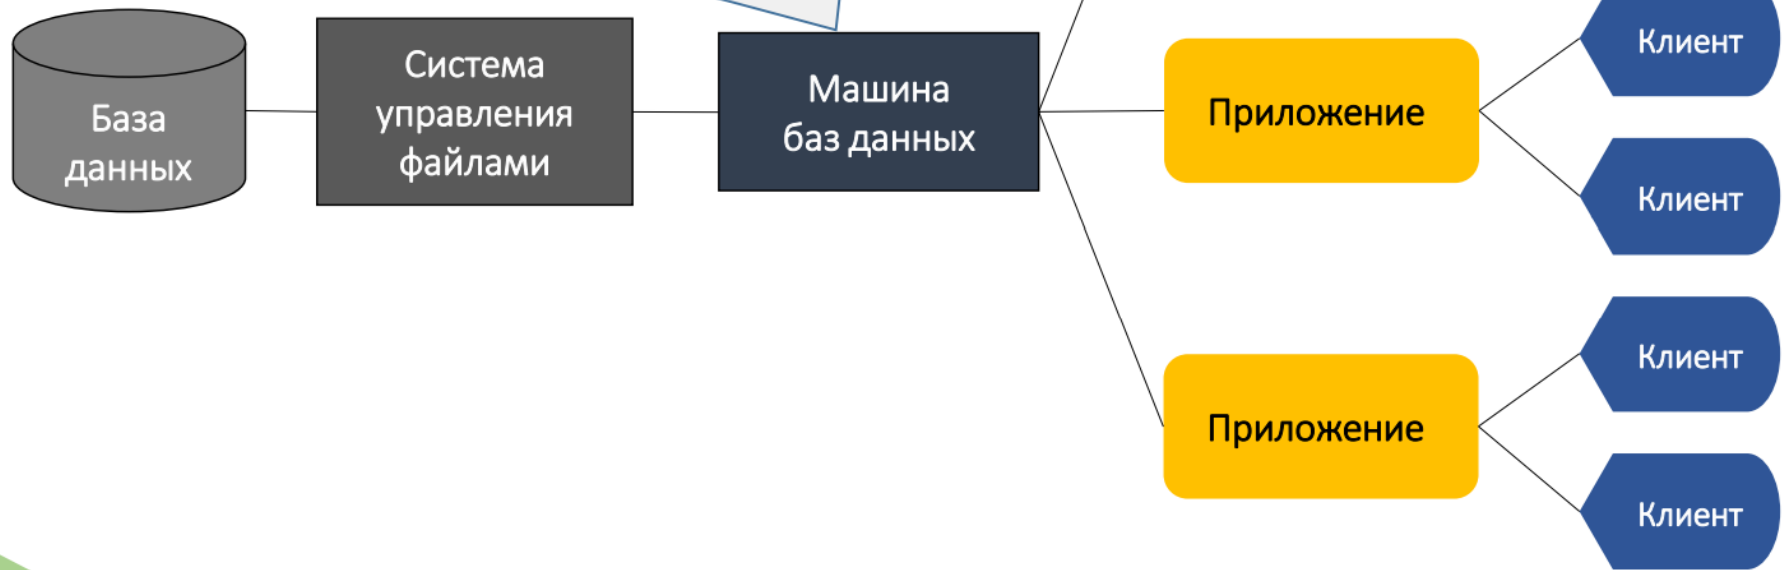 База
данных
Система
управления
файлами
Машина
баз данных
Приложение
Клиент
Клиент
Приложение
Клиент
Клиент